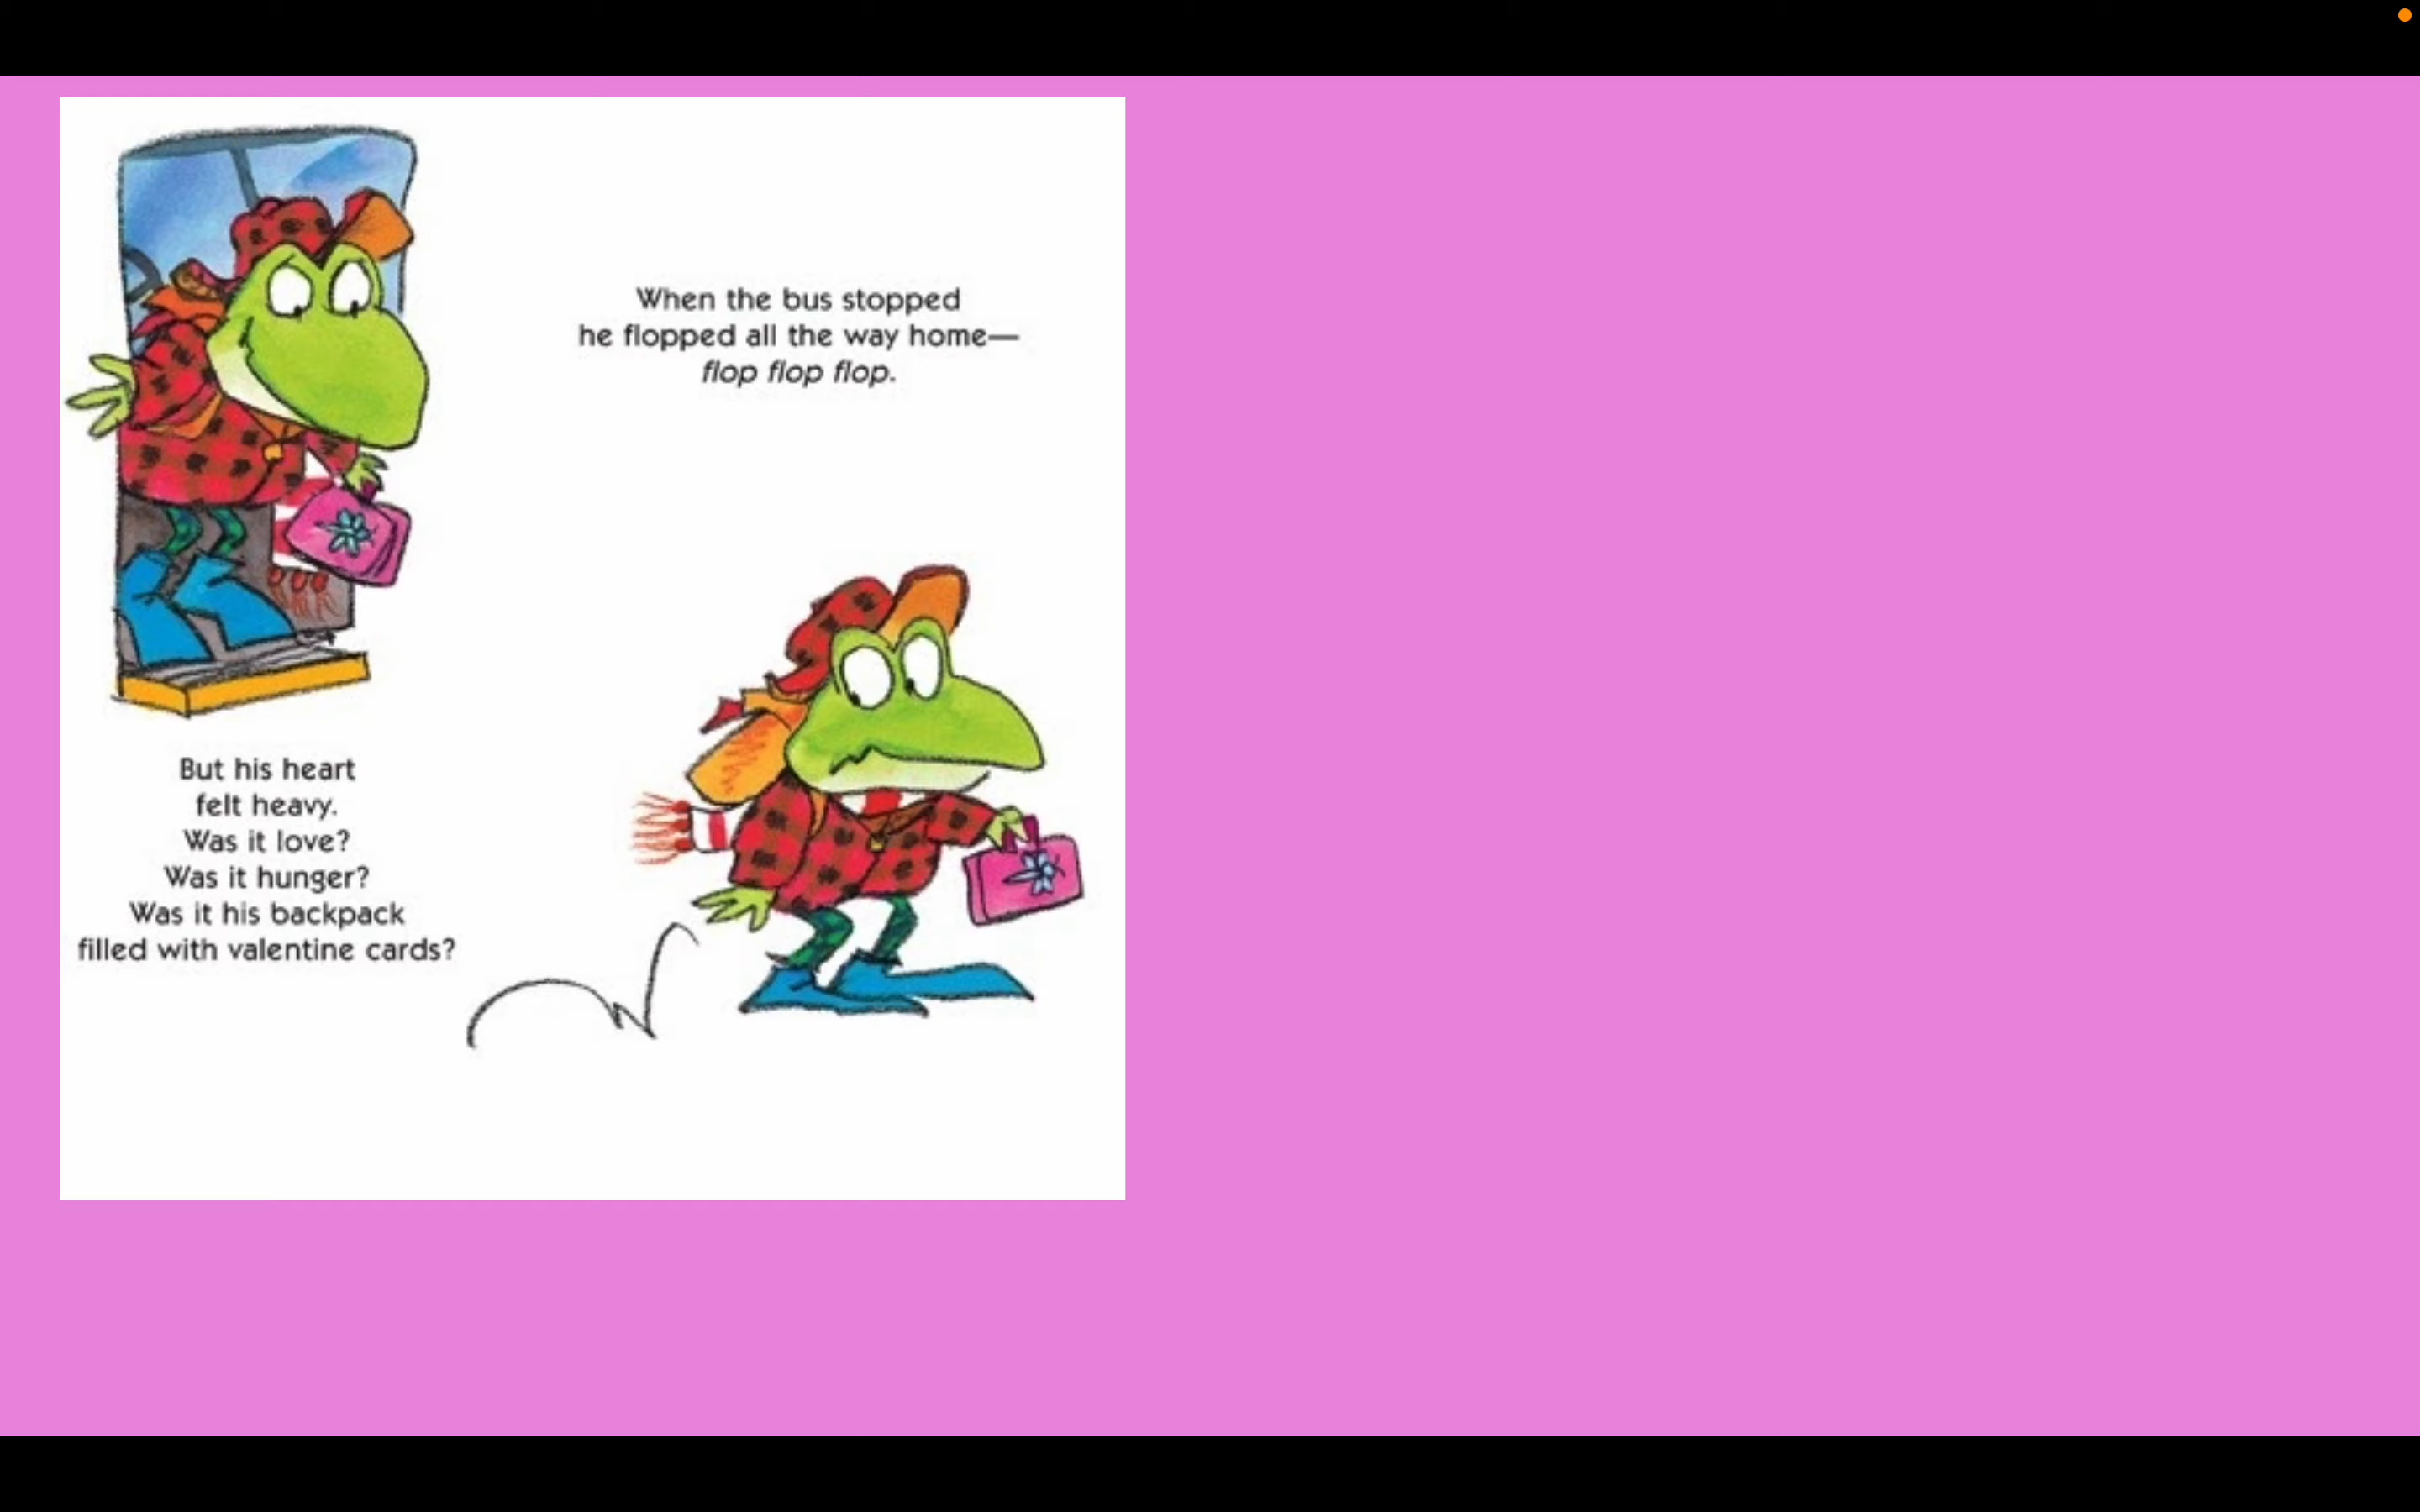 When the bus stopped
he flopped all the way home—
flop flop flop.
But his heart
felt heavy.
Was it love?
Was it hunger?
Was it his backpack
filled with valentine cards?